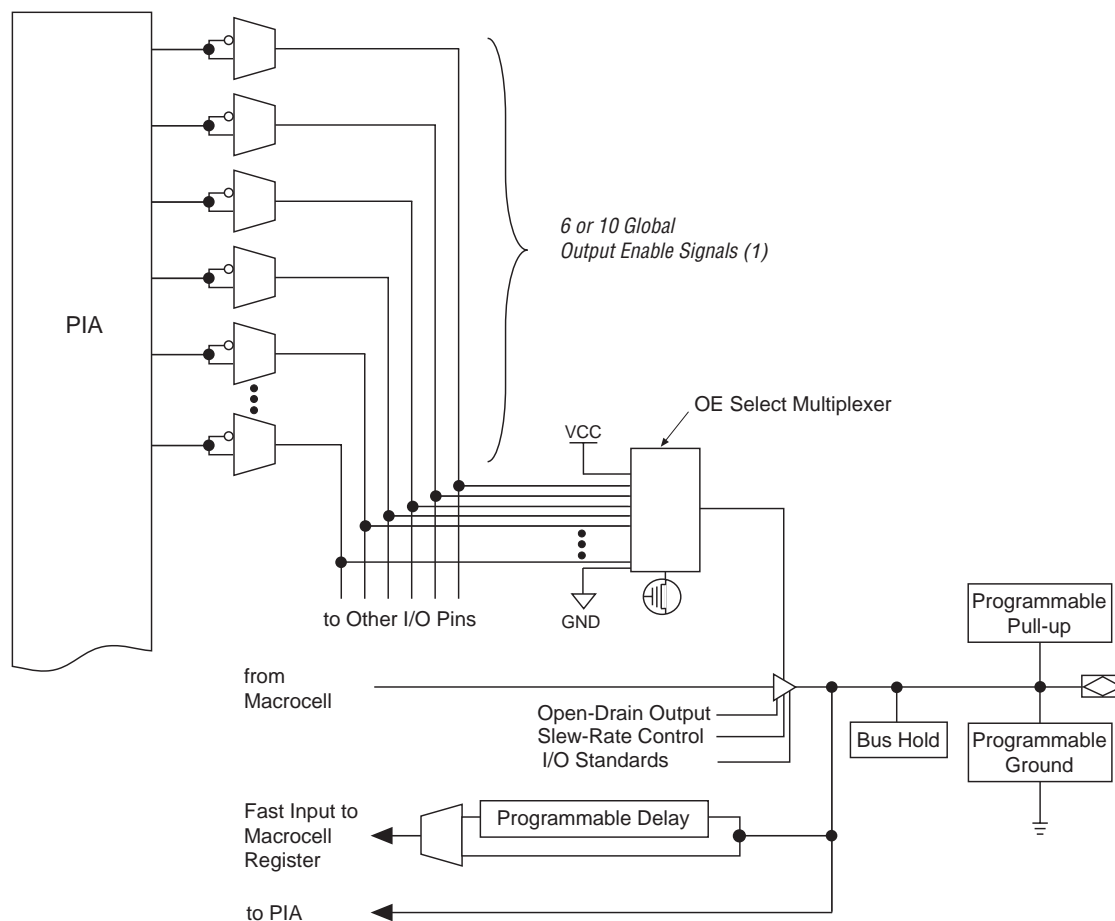 PIA
6 or 10 Global
Output Enable Signals (1)
OE Select Multiplexer
VCC
to Other I/O Pins
GND
Programmable
Pull-up
from
Macrocell
Open-Drain Output
Slew-Rate Control
I/O Standards
Bus Hold
Programmable
Ground
Fast Input to
Macrocell
Register
Programmable Delay
to PIA